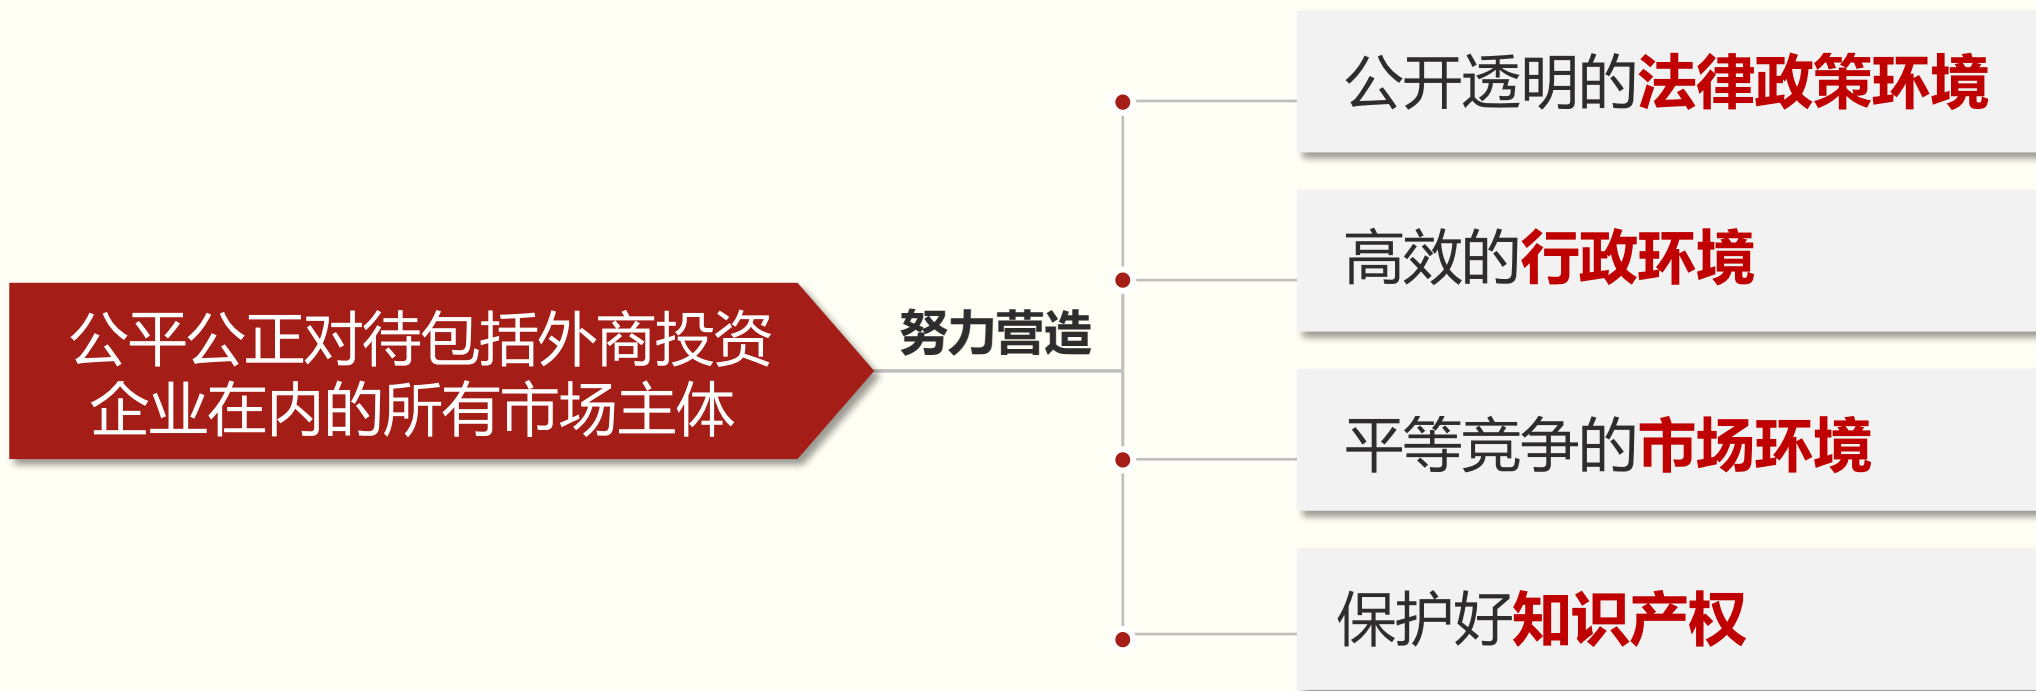 公平公正对待包括外商投资
企业在内的所有市场主体
努力营造
公开透明的法律政策环境
高效的行政环境
平等竞争的市场环境
保护好知识产权